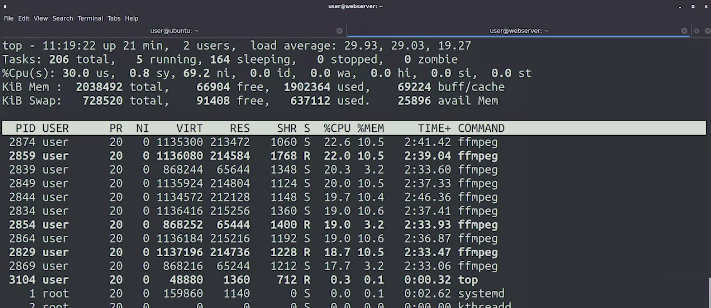 user@webserver: ~
File Edit View Search Terminal Tabs Help
user@ubuntu: ~ user@webserver: ~
top - 11:19:22 up 21 min, 2 users, load average: 29.93, 29.03, 19.27
Tasks: 206 total, 5 running, 164 sleeping, 0 stopped, 0 zombie
%Cpu(s): 30.0 us, 0.8 sy, 69.2 ni, 0.0 id, 0.0 wa, 0.0 hi, 0.0 si, 0.0 st
KiB Mem : 2038492 total, 66904 free, 1902364 used, 69224 buff/cache
KiB Swap: 728520 total, 91408 free, 637112 used. 25896 avail Mem
PID USER PR NI VIRT RES SHR S %CPU %MEM TIME+ COMMAND
2874 user 20 0 1135300 213472 1060 S 22.6 10.5 2:41.42 ffmpeg
2859 user 20 0 1136080 214584 1768 R 22.0 10.5 2:39.04 ffmpeg
2839 user 20 0 868244 65644 1348 S 20.3 3.2 2:33.60 ffmpeg
2849 user 20 0 1135924 214804 1124 S 20.0 10.5 2:37.33 ffmpeg
2844 user 20 0 1134572 212128 1148 S 19.7 10.4 2:46.36 ffmpeg
2834 user 20 0 1136416 215256 1360 S 19.0 10.6 2:37.41 ffmpeg
2854 user 20 0 868252 65444 1400 R 19.0 3.2 2:33.93 ffmpeg
2864 user 20 0 1136184 215216 1192 S 19.0 10.6 2:36.87 ffmpeg
2829 user 20 0 1137196 214736 1228 R 18.7 10.5 2:33.47 ffmpeg
2869 user 20 0 868216 65244 1212 S 17.7 3.2 2:33.06 ffmpeg
3104 user 20 0 48880 1360 712 R 0.3 0.1 0:00.32 top
1 root 20 0 159860 1140 0 S 0.0 0.1 0:02.62 systemd
2 root 20 0 0 0 0 S 0.0 0.0 0:00.00 kthreadd